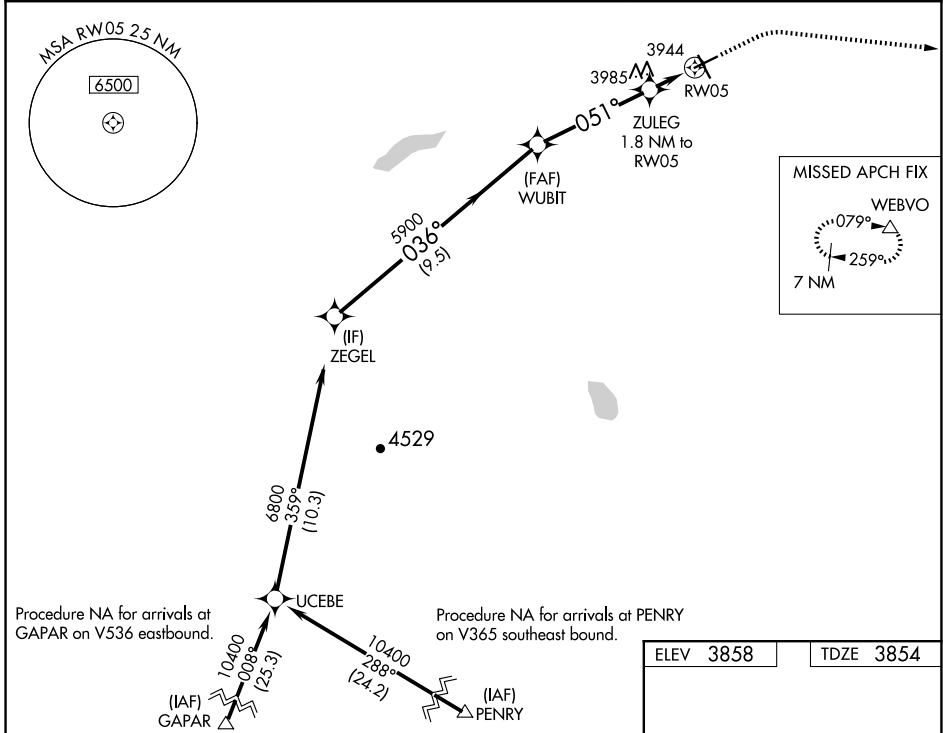 MSA RW05 25 NM
6500
3944
3985
RW05
051°
ZULEG
1.8 NM to
RW05
(FAF)
WUBIT
MISSED APCH FIX
WEBVO
079°
259°
7 NM
5900
036°
(9.5)
(IF)
ZEGEL
4529
6800
359°
(10.3)
UCEBE
Procedure NA for arrivals at
GAPAR on V536 eastbound.
Procedure NA for arrivals at PENRY
on V365 southeast bound.
10400
008°
(25.3)
10400
288°
(24.2)
(IAF)
GAPAR
(IAF)
PENRY
ELEV 3858
TDZE 3854